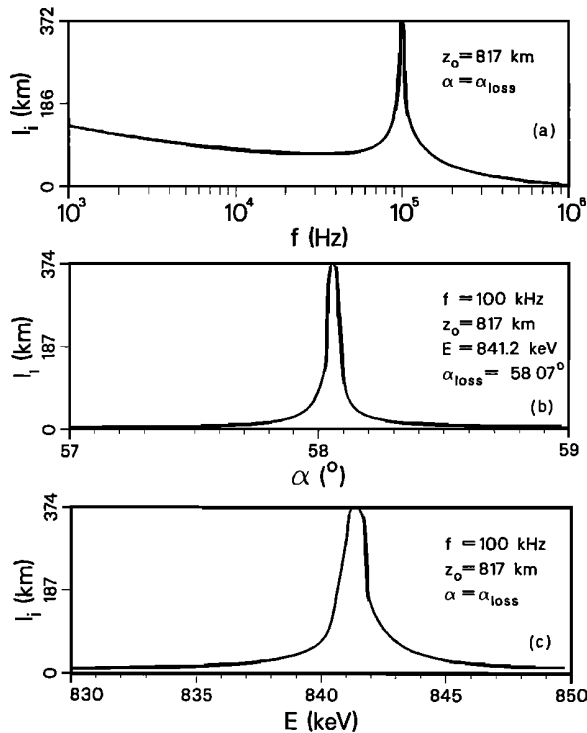 372
186
0
l_i (km)
z_o = 817 km
α = α_loss
(a)
10^3
10^4
10^5
10^6
f (Hz)
374
187
0
l_i (km)
f = 100 kHz
z_o = 817 km
E = 841.2 keV
α_loss = 58 07°
(b)
57
58
59
α (°)
374
187
0
l_i (km)
f = 100 kHz
z_o = 817 km
α = α_loss
(c)
830
835
840
845
850
E (keV)